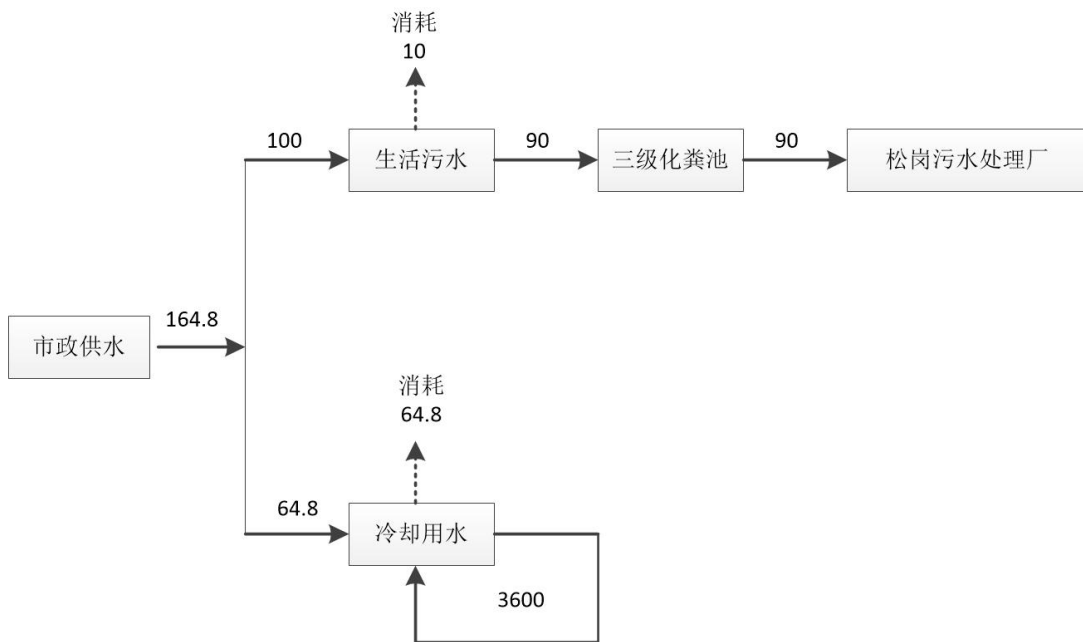 消耗
10
100
生活污水
90
三级化粪池
90
松岗污水处理厂
市政供水
164.8
消耗
64.8
64.8
冷却用水
3600